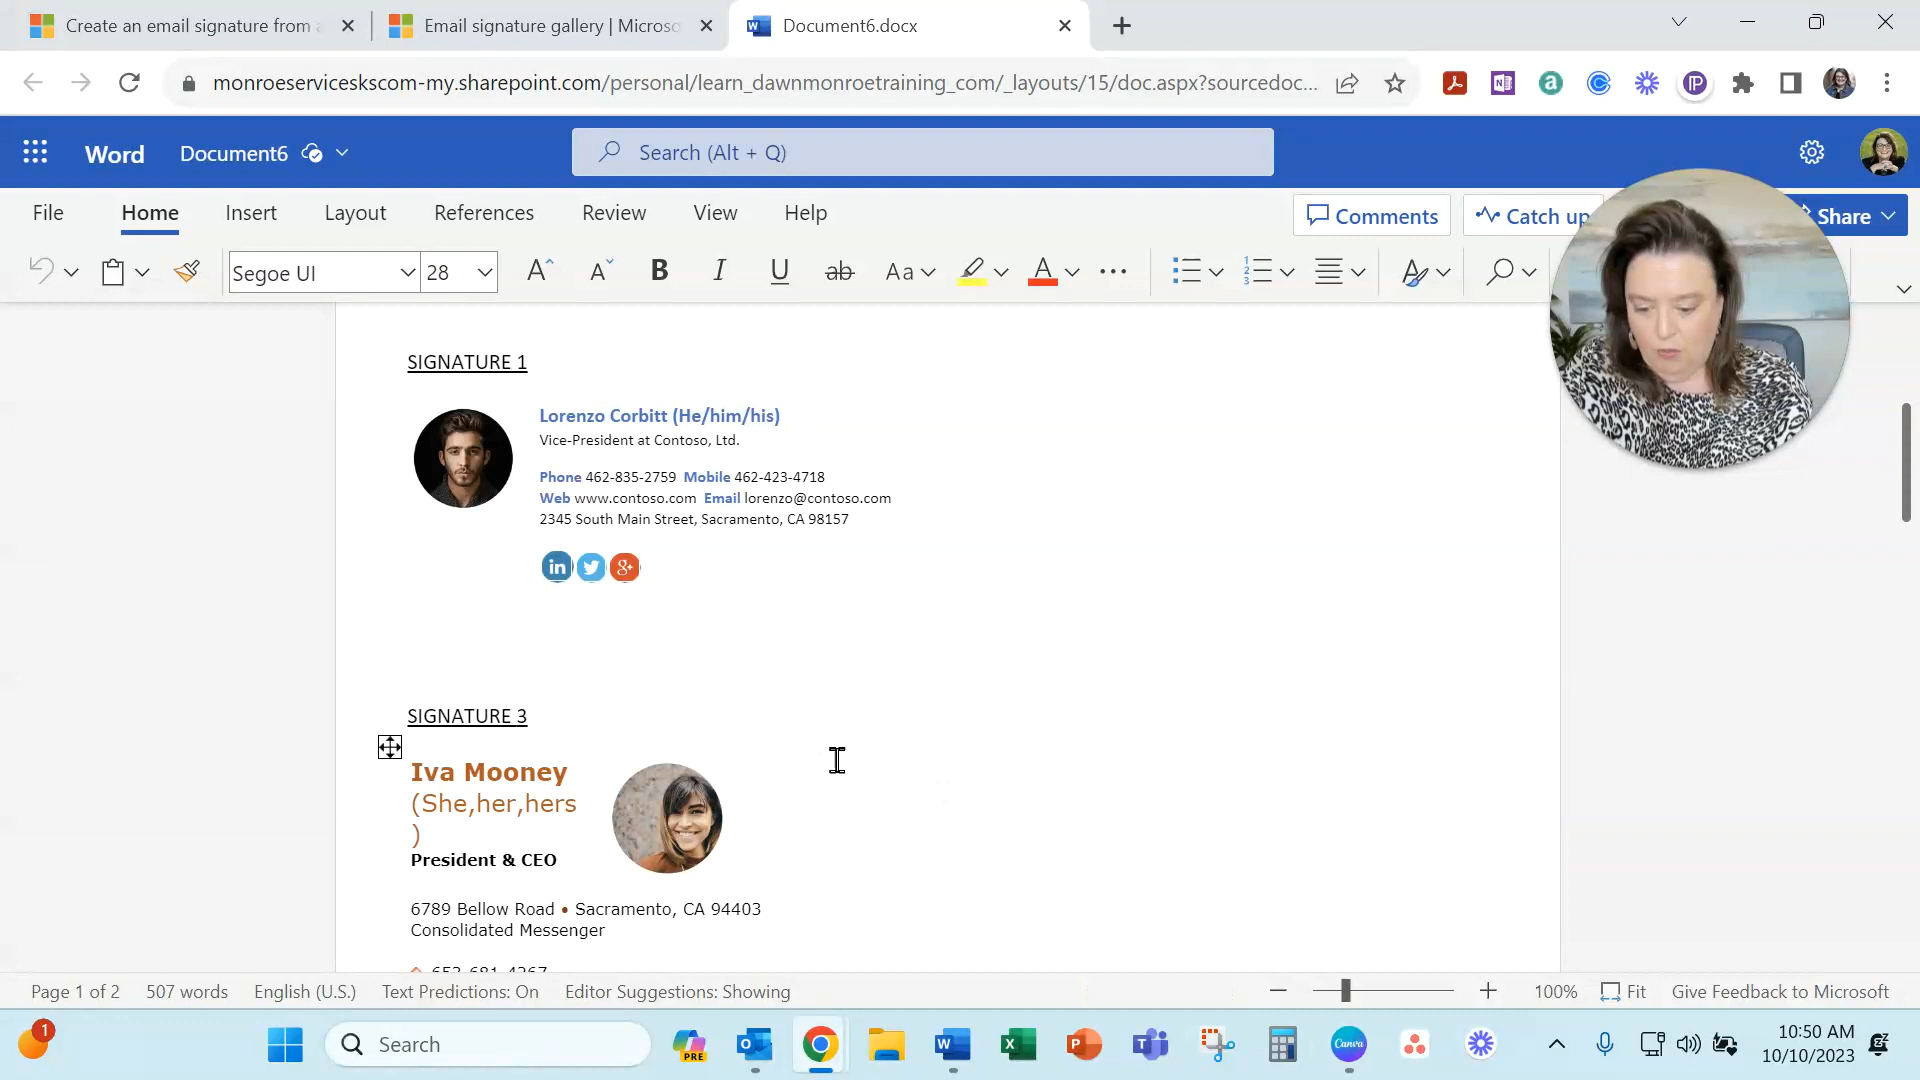 Create an email signature from a
Email signature gallery | Microso
Document6.docx
monroeserviceskscom-my.sharepoint.com/personal/learn_dawnmonroetraining_com/_layouts/15/doc.aspx?sourcedoc...
Word
Document6
Search (Alt + Q)
File
Home
Insert
Layout
References
Review
View
Help
Comments
Catch up
Share
Segoe UI
28
SIGNATURE 1
Lorenzo Corbitt (He/him/his)
Vice-President at Contoso, Ltd.
Phone 462-835-2759 Mobile 462-423-4718
Web www.contoso.com Email lorenzo@contoso.com
2345 South Main Street, Sacramento, CA 98157
SIGNATURE 3
Iva Mooney
(She,her,hers
)
President & CEO
6789 Bellow Road • Sacramento, CA 94403
Consolidated Messenger
653-681-4267
Page 1 of 2
507 words
English (U.S.)
Text Predictions: On
Editor Suggestions: Showing
100%
Fit
Give Feedback to Microsoft
1
Search
PRE
Canva
10:50 AM
10/10/2023